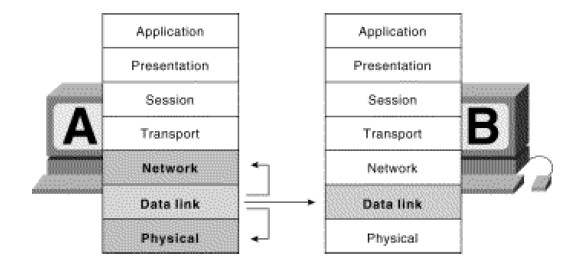 Application
Presentation
Session
Transport
Network
Data link
Physical
A
Application
Presentation
Session
Transport
Network
Data link
Physical
B